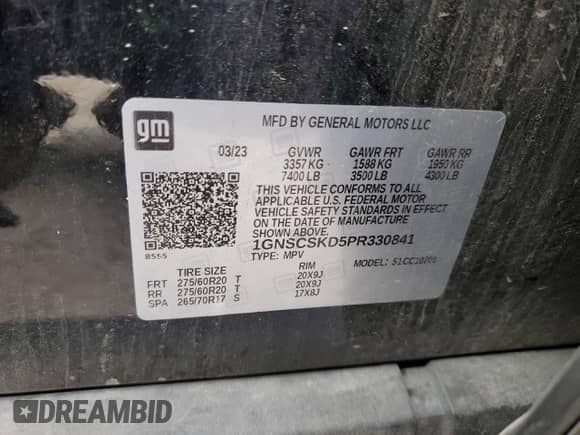 gm
MFD BY GENERAL MOTORS LLC
03/23 GVWR GAWR FRT GAWR RR
3357 KG 1588 KG 1950 KG
7400 LB 3500 LB 4300 LB
THIS VEHICLE CONFORMS TO ALL
APPLICABLE U.S. FEDERAL MOTOR
VEHICLE SAFETY STANDARDS IN EFFECT
ON THE DATE OF MANUFACTURE
SHOWN ABOVE.
1GNSCSKD5PR330841
8555
TYPE: MPV MODEL:
TIRE SIZE RIM
FRT 275/60R20 T 20X9J
RR 275/60R20 T 20X9J
SPA 265/70R17 S 17X8J
DREAMBID